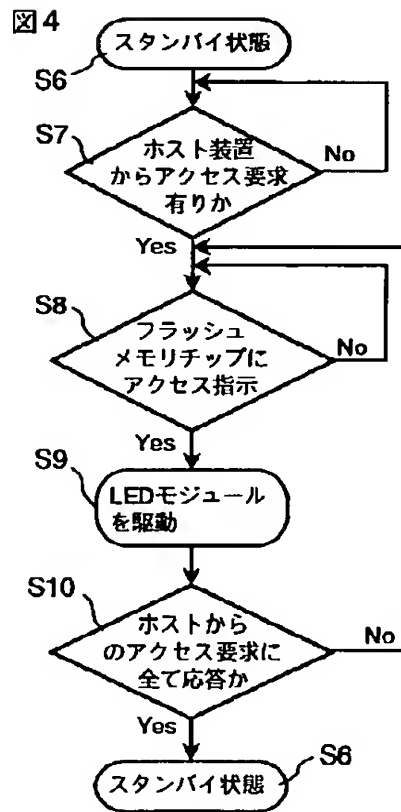 図4
スタンバイ状態
S6
S7
ホスト装置
からアクセス要求
有りか
No
Yes
S8
フラッシュ
メモリチップに
アクセス指示
No
Yes
S9
LEDモジュール
を駆動
S10
ホストから
のアクセス要求に
全て応答か
No
Yes
S6
スタンバイ状態